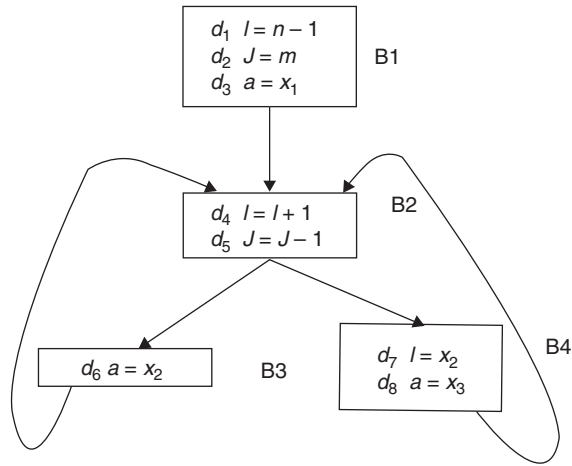 d₁ I = n – 1
d₂ J = m
d₃ a = x₁
B1
d₄ I = I + 1
d₅ J = J – 1
B2
d₆ a = x₂
B3
d₇ I = x₂
d₈ a = x₃
B4